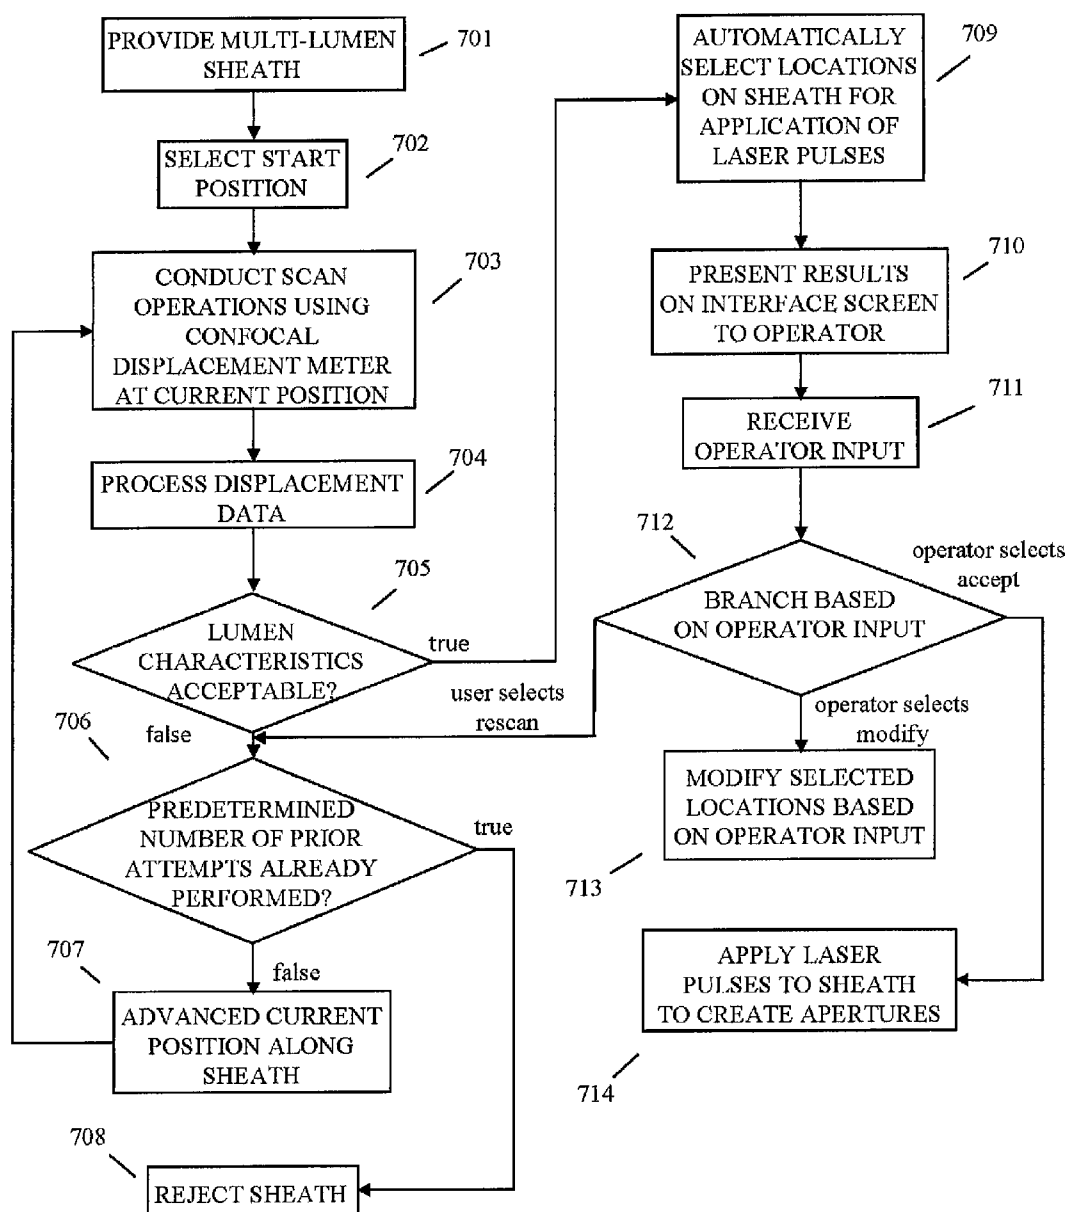 PROVIDE MULTI-LUMEN
SHEATH
701
SELECT START
POSITION
702
CONDUCT SCAN
OPERATIONS USING
CONFOCAL
DISPLACEMENT METER
AT CURRENT POSITION
703
PROCESS DISPLACEMENT
DATA
704
LUMEN
CHARACTERISTICS
ACCEPTABLE?
705
true
false
706
PREDETERMINED
NUMBER OF PRIOR
ATTEMPTS ALREADY
PERFORMED?
true
false
707
ADVANCED CURRENT
POSITION ALONG
SHEATH
708
REJECT SHEATH
AUTOMATICALLY
SELECT LOCATIONS
ON SHEATH FOR
APPLICATION OF
LASER PULSES
709
PRESENT RESULTS
ON INTERFACE SCREEN
TO OPERATOR
710
RECEIVE
OPERATOR INPUT
711
712
BRANCH BASED
ON OPERATOR INPUT
operator selects
accept
user selects
rescan
operator selects
modify
MODIFY SELECTED
LOCATIONS BASED
ON OPERATOR INPUT
713
APPLY LASER
PULSES TO SHEATH
TO CREATE APERTURES
714